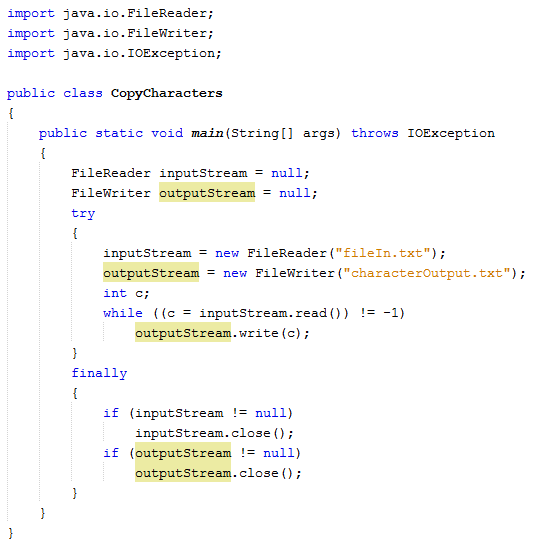 import java.io.FileReader;
import java.io.FileWriter;
import java.io.IOException;
public class CopyCharacters
{
public static void main(String[] args) throws IOException
{
FileReader inputStream = null;
FileWriter outputStream = null;
try
{
inputStream = new FileReader("fileIn.txt");
outputStream = new FileWriter("characterOutput.txt");
int c;
while ((c = inputStream.read()) != -1)
outputStream.write(c);
}
finally
{
if (inputStream != null)
inputStream.close();
if (outputStream != null)
outputStream.close();
}
}
}